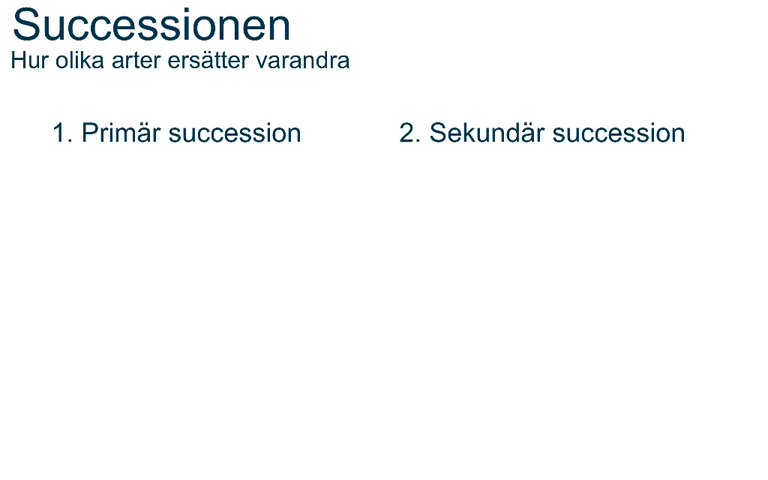 Successionen
Hur olika arter ersätter varandra
1. Primär succession
2. Sekundär succession